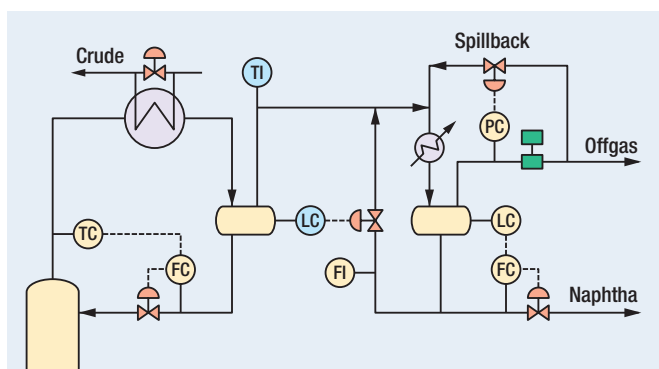 Crude
Spillback
TI
PC
Offgas
TC
LC
LC
FC
FI
FC
Naphtha